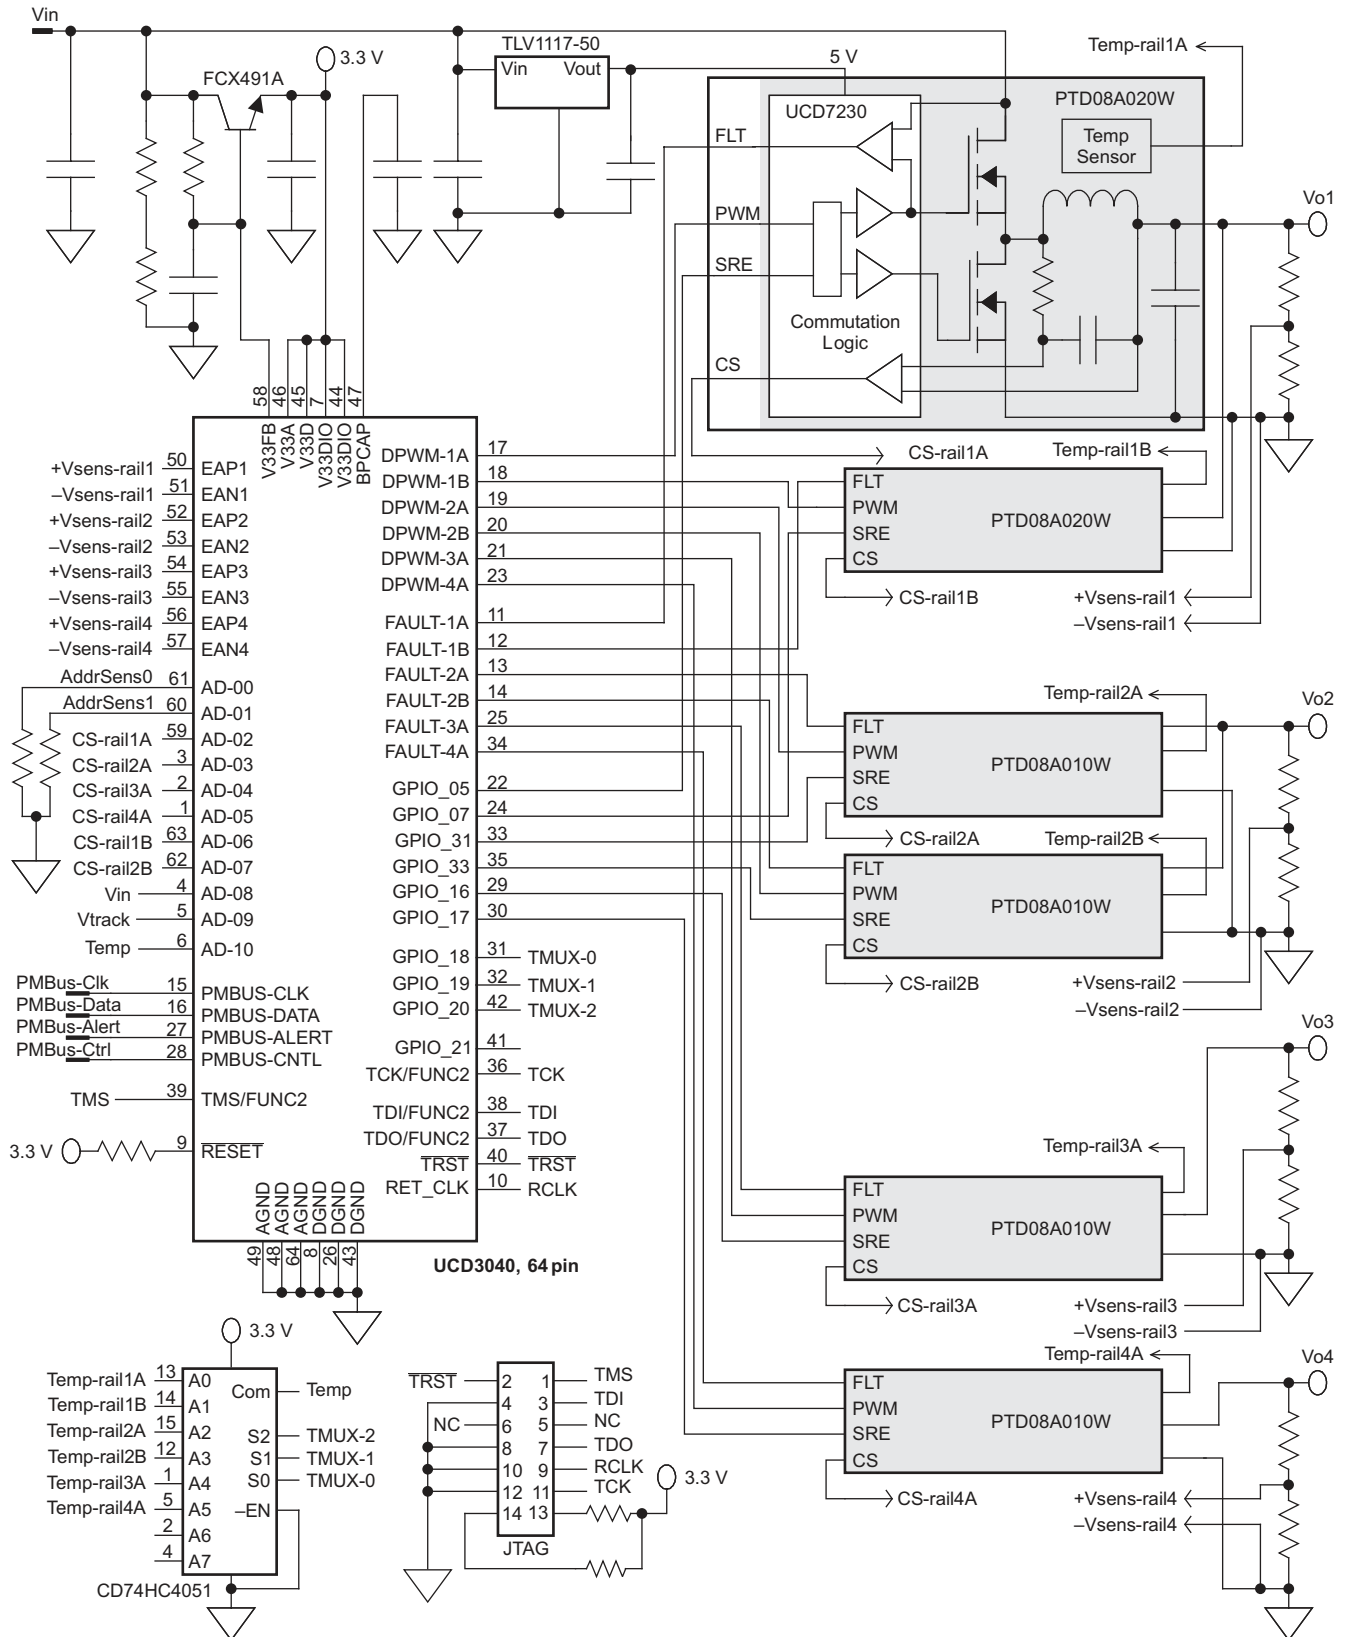 Vin
FCX491A
3.3 V
TLV1117-50
Vin
Vout
5 V
Temp-rail1A
UCD7230
PTD08A020W
Temp
Sensor
FLT
PWM
SRE
CS
Commutation
Logic
Vo1
58
46
45
7
44
47
V33FB
V33A
V33D
V33DIO
V33DIO
BPCAP
+Vsens-rail1 50 EAP1
–Vsens-rail1 51 EAN1
+Vsens-rail2 52 EAP2
–Vsens-rail2 53 EAN2
+Vsens-rail3 54 EAP3
–Vsens-rail3 55 EAN3
+Vsens-rail4 56 EAP4
–Vsens-rail4 57 EAN4
AddrSens0 61 AD-00
AddrSens1 60 AD-01
CS-rail1A 59 AD-02
CS-rail2A 3 AD-03
CS-rail3A 2 AD-04
CS-rail4A 1 AD-05
CS-rail1B 63 AD-06
CS-rail2B 62 AD-07
Vin 4 AD-08
Vtrack 5 AD-09
Temp 6 AD-10
PMBus-Clk 15 PMBUS-CLK
PMBus-Data 16 PMBUS-DATA
PMBus-Alert 27 PMBUS-ALERT
PMBus-Ctrl 28 PMBUS-CNTL
TMS 39 TMS/FUNC2
3.3 V 9 RESET
DPWM-1A 17
DPWM-1B 18
DPWM-2A 19
DPWM-2B 20
DPWM-3A 21
DPWM-4A 23
FAULT-1A 11
FAULT-1B 12
FAULT-2A 13
FAULT-2B 14
FAULT-3A 25
FAULT-4A 34
GPIO_05 22
GPIO_07 24
GPIO_31 33
GPIO_33 35
GPIO_16 29
GPIO_17 30
GPIO_18 31 TMUX-0
GPIO_19 32 TMUX-1
GPIO_20 42 TMUX-2
GPIO_21 41
TCK/FUNC2 36 TCK
TDI/FUNC2 38 TDI
TDO/FUNC2 37 TDO
TRST 40 TRST
RET_CLK 10 RCLK
AGND
AGND
AGND
DGND
DGND
DGND
49
48
64
8
26
43
UCD3040, 64 pin
CS-rail1A
Temp-rail1B
FLT
PWM
SRE
CS
PTD08A020W
CS-rail1B
+Vsens-rail1
–Vsens-rail1
Temp-rail2A
Vo2
FLT
PWM
SRE
CS
PTD08A010W
CS-rail2A
Temp-rail2B
FLT
PWM
SRE
CS
PTD08A010W
CS-rail2B
+Vsens-rail2
–Vsens-rail2
Vo3
Temp-rail3A
FLT
PWM
SRE
CS
PTD08A010W
CS-rail3A
+Vsens-rail3
–Vsens-rail3
Temp-rail4A
Vo4
FLT
PWM
SRE
CS
PTD08A010W
CS-rail4A
+Vsens-rail4
–Vsens-rail4
3.3 V
Temp-rail1A 13 A0
Temp-rail1B 14 A1
Temp-rail2A 15 A2
Temp-rail2B 12 A3
Temp-rail3A 1 A4
Temp-rail4A 5 A5
2 A6
4 A7
Com Temp
S2 TMUX-2
S1 TMUX-1
S0 TMUX-0
–EN
CD74HC4051
TRST 2 1 TMS
4 3 TDI
NC 6 5 NC
8 7 TDO
10 9 RCLK
12 11 TCK
14 13
3.3 V
JTAG